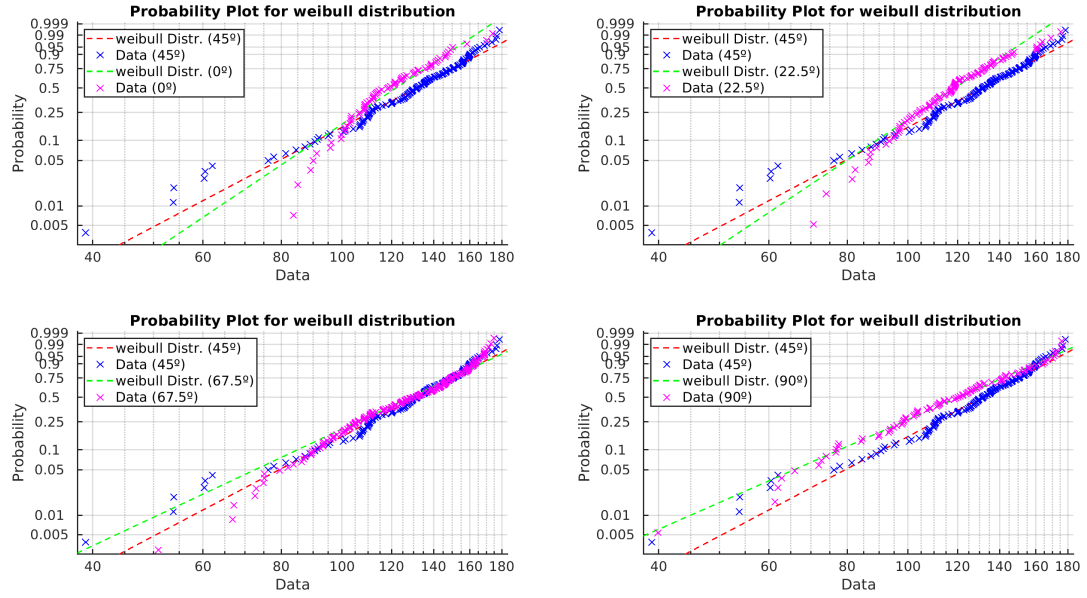 Probability Plot for weibull distribution
0.999
0.99
0.95
0.9
0.75
0.5
0.25
0.1
0.05
0.01
0.005
Probability
weibull Distr. (45º)
Data (45º)
weibull Distr. (0º)
Data (0º)
40 60 80 100 120 140 160 180
Data
Probability Plot for weibull distribution
0.999
0.99
0.95
0.9
0.75
0.5
0.25
0.1
0.05
0.01
0.005
Probability
weibull Distr. (45º)
Data (45º)
weibull Distr. (22.5º)
Data (22.5º)
40 60 80 100 120 140 160 180
Data
Probability Plot for weibull distribution
0.999
0.99
0.95
0.9
0.75
0.5
0.25
0.1
0.05
0.01
0.005
Probability
weibull Distr. (45º)
Data (45º)
weibull Distr. (67.5º)
Data (67.5º)
40 60 80 100 120 140 160 180
Data
Probability Plot for weibull distribution
0.999
0.99
0.95
0.9
0.75
0.5
0.25
0.1
0.05
0.01
0.005
Probability
weibull Distr. (45º)
Data (45º)
weibull Distr. (90º)
Data (90º)
40 60 80 100 120 140 160 180
Data